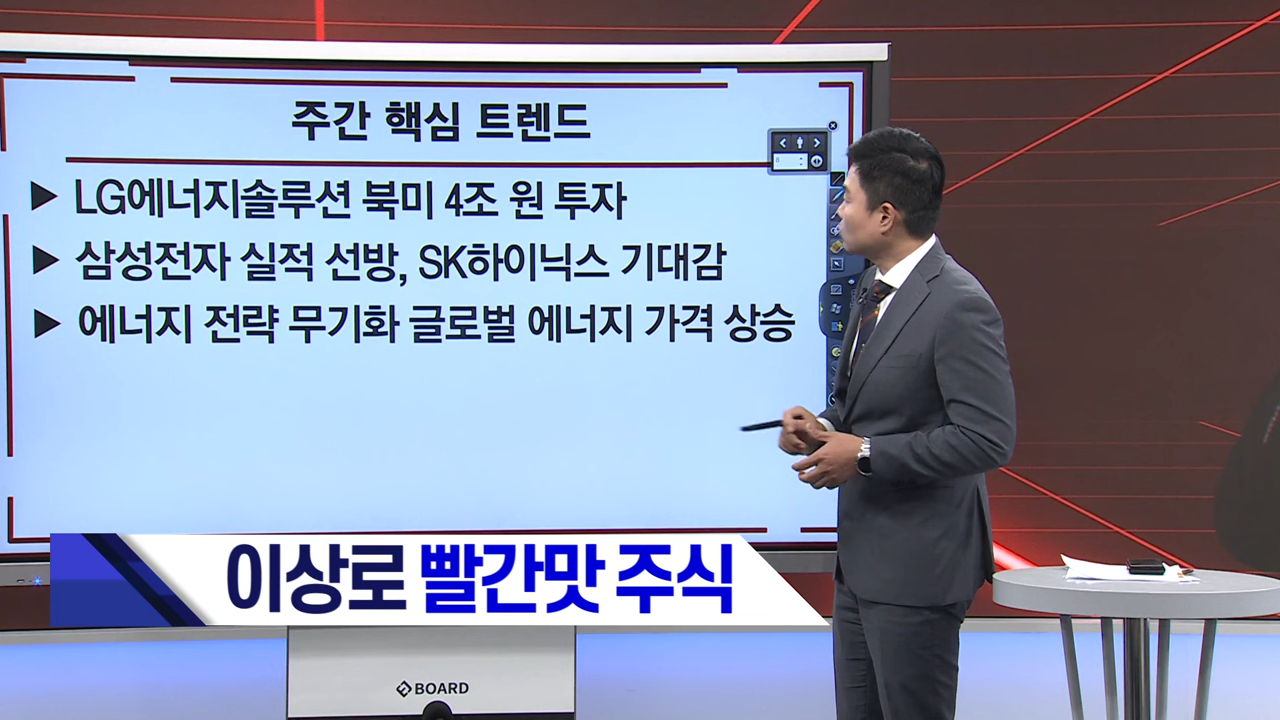 주간 핵심 트렌드
▶ LG에너지솔루션 북미 4조 원 투자
▶ 삼성전자 실적 선방, SK하이닉스 기대감
▶ 에너지 전략 무기화 글로벌 에너지 가격 상승
8
이상로 빨간맛 주식
BOARD